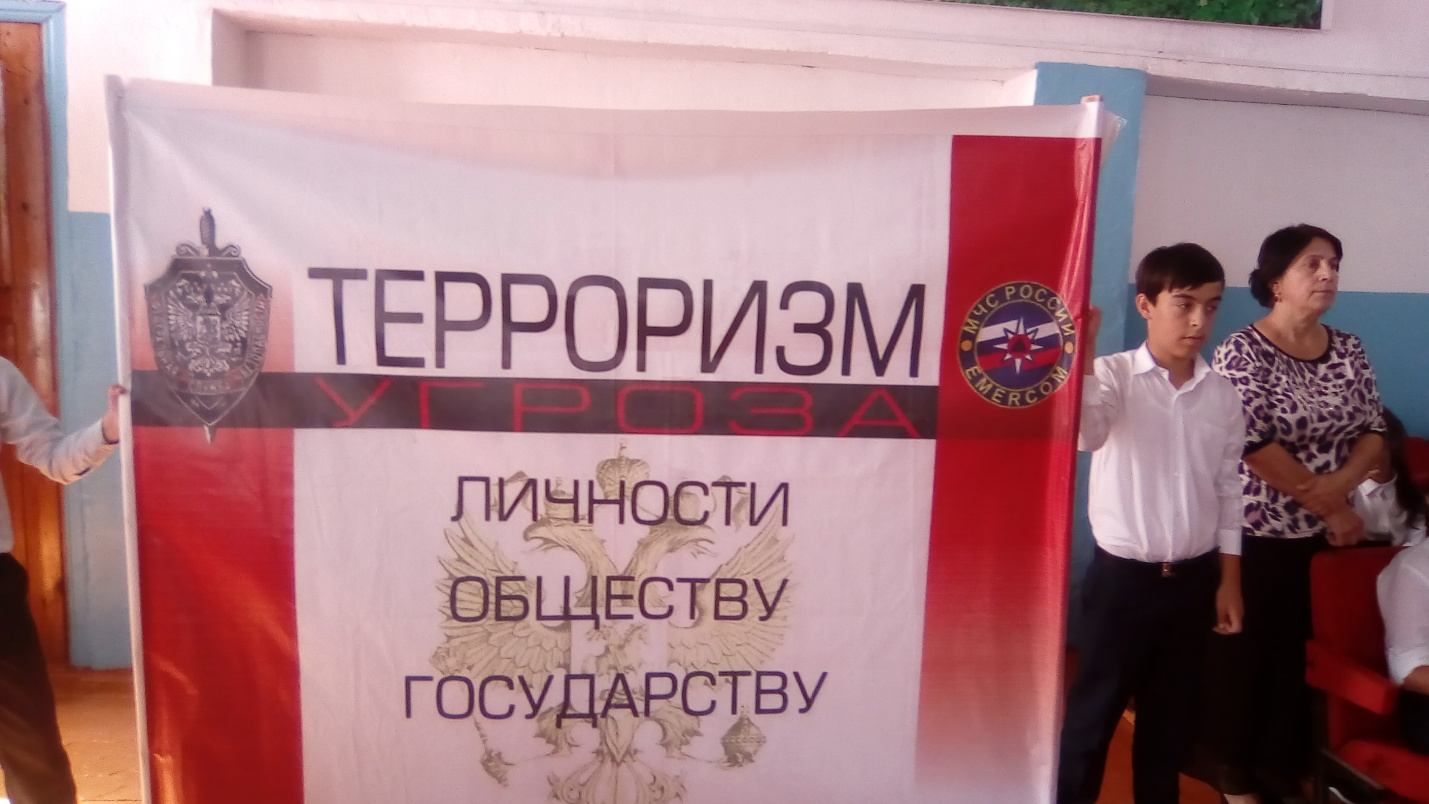 ТЕРРОРИЗМ
УГРОЗА
МЧС РОССИИ
EMERCOM
ЛИЧНОСТИ
ОБЩЕСТВУ
ГОСУДАРСТВУ